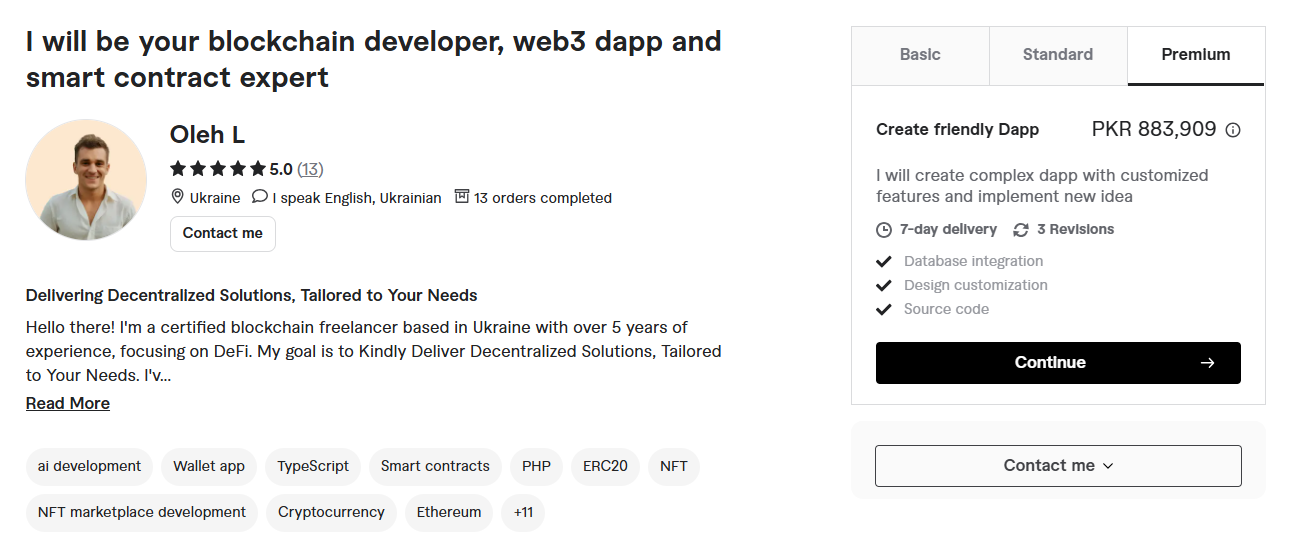 I will be your blockchain developer, web3 dapp and
smart contract expert
Oleh L
5.0 (13)
Ukraine I speak English, Ukrainian 13 orders completed
Contact me
Delivering Decentralized Solutions, Tailored to Your Needs
Hello there! I'm a certified blockchain freelancer based in Ukraine with over 5 years of
experience, focusing on DeFi. My goal is to Kindly Deliver Decentralized Solutions, Tailored
to Your Needs. I'v...
Read More
ai development Wallet app TypeScript Smart contracts PHP ERC20 NFT
NFT marketplace development Cryptocurrency Ethereum +11
Basic Standard Premium
Create friendly Dapp PKR 883,909
I will create complex dapp with customized
features and implement new idea
7-day delivery 3 Revisions
Database integration
Design customization
Source code
Continue
Contact me